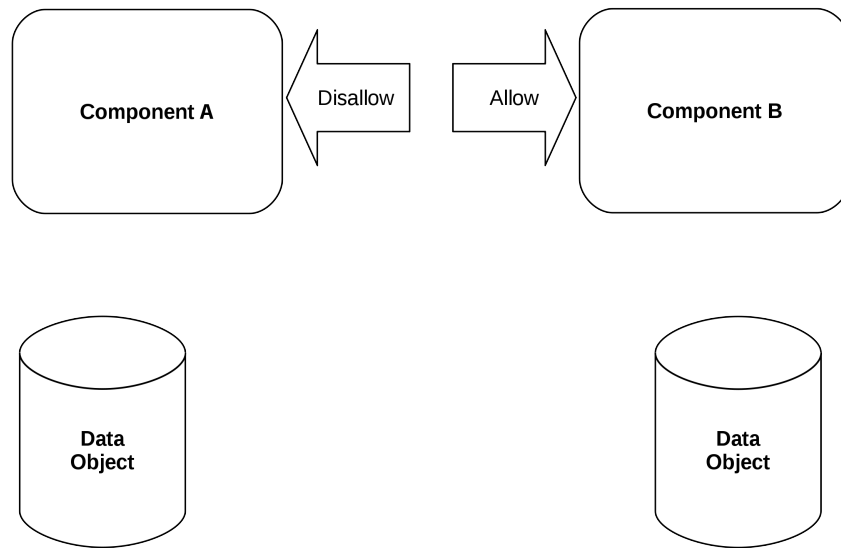 Component A
Disallow
Allow
Component B
Data
Object
Data
Object